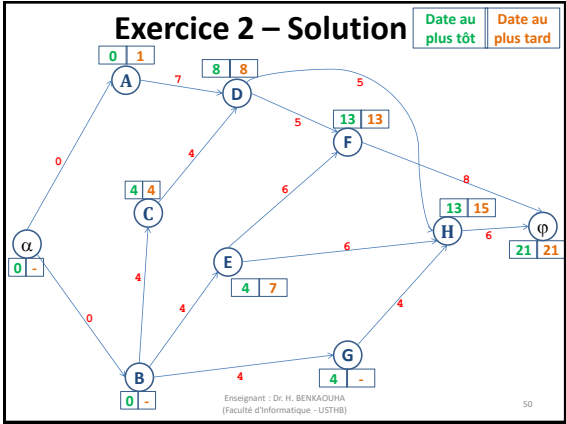 Exercice 2 – Solution
Date au plus tôt
Date au plus tard
0 1
A
7
8 8
D
5
5
13 13
F
0
4
6
8
4 4
C
13 15
H
6
φ
21 21
α
0 -
E
6
4 7
4
4
4
0
B
0 -
4
G
4 -
Enseignant : Dr. H. BENKAOUHA
(Faculté d'Informatique - USTHB)
50